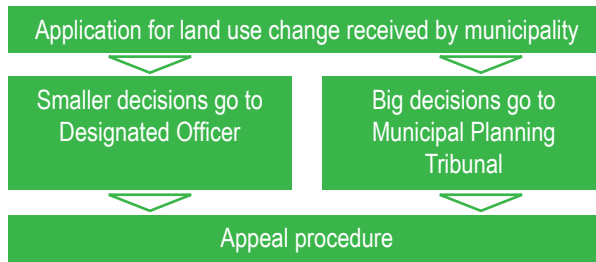 Application for land use change received by municipality
Smaller decisions go to
Designated Officer
Big decisions go to
Municipal Planning
Tribunal
Appeal procedure